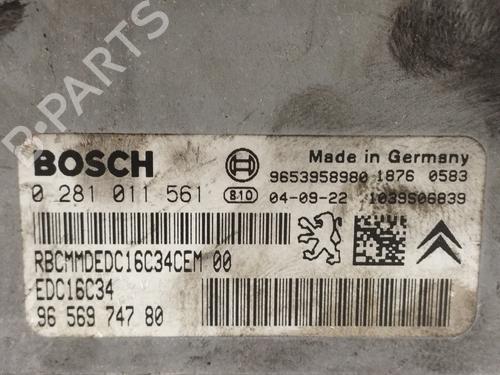 B-PARTS
BOSCH
Made in Germany
9653958980 1876 0583
0 281 011 561 810 04-09-22 1039S06839
RBCMMDEDC16C34CEM 00
EDC16C34
96 569 747 80